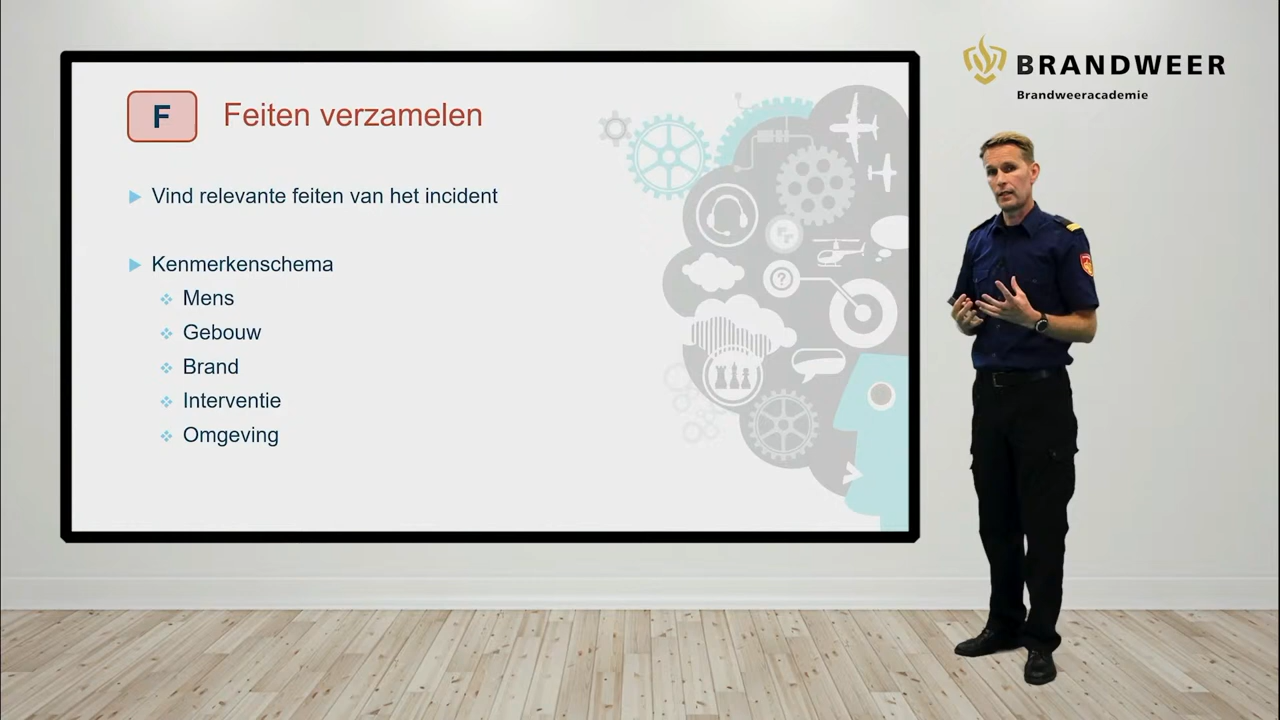 F Feiten verzamelen
Vind relevante feiten van het incident
Kenmerkenschema
Mens
Gebouw
Brand
Interventie
Omgeving
BRANDWEER
Brandweeracademie
?